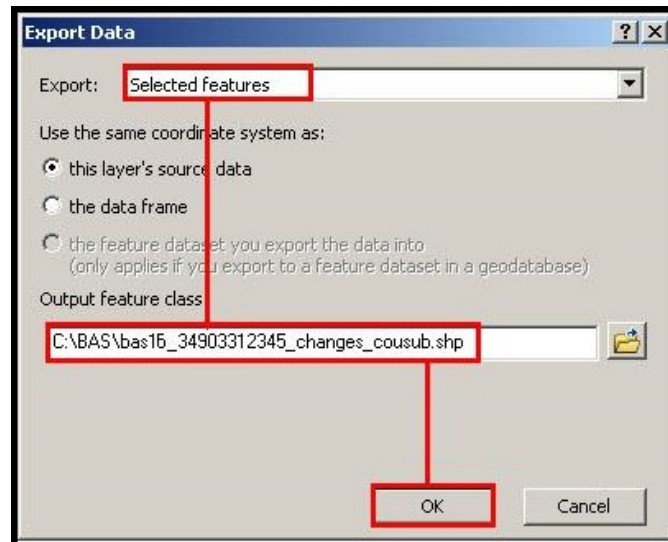 Export Data
Export: Selected features
Use the same coordinate system as:
this layer's source data
the data frame
the feature dataset you export the data into
(only applies if you export to a feature dataset in a geodatabase)
Output feature class
C:\BAS\bas16_34903312345_changes_cousub.shp
OK Cancel